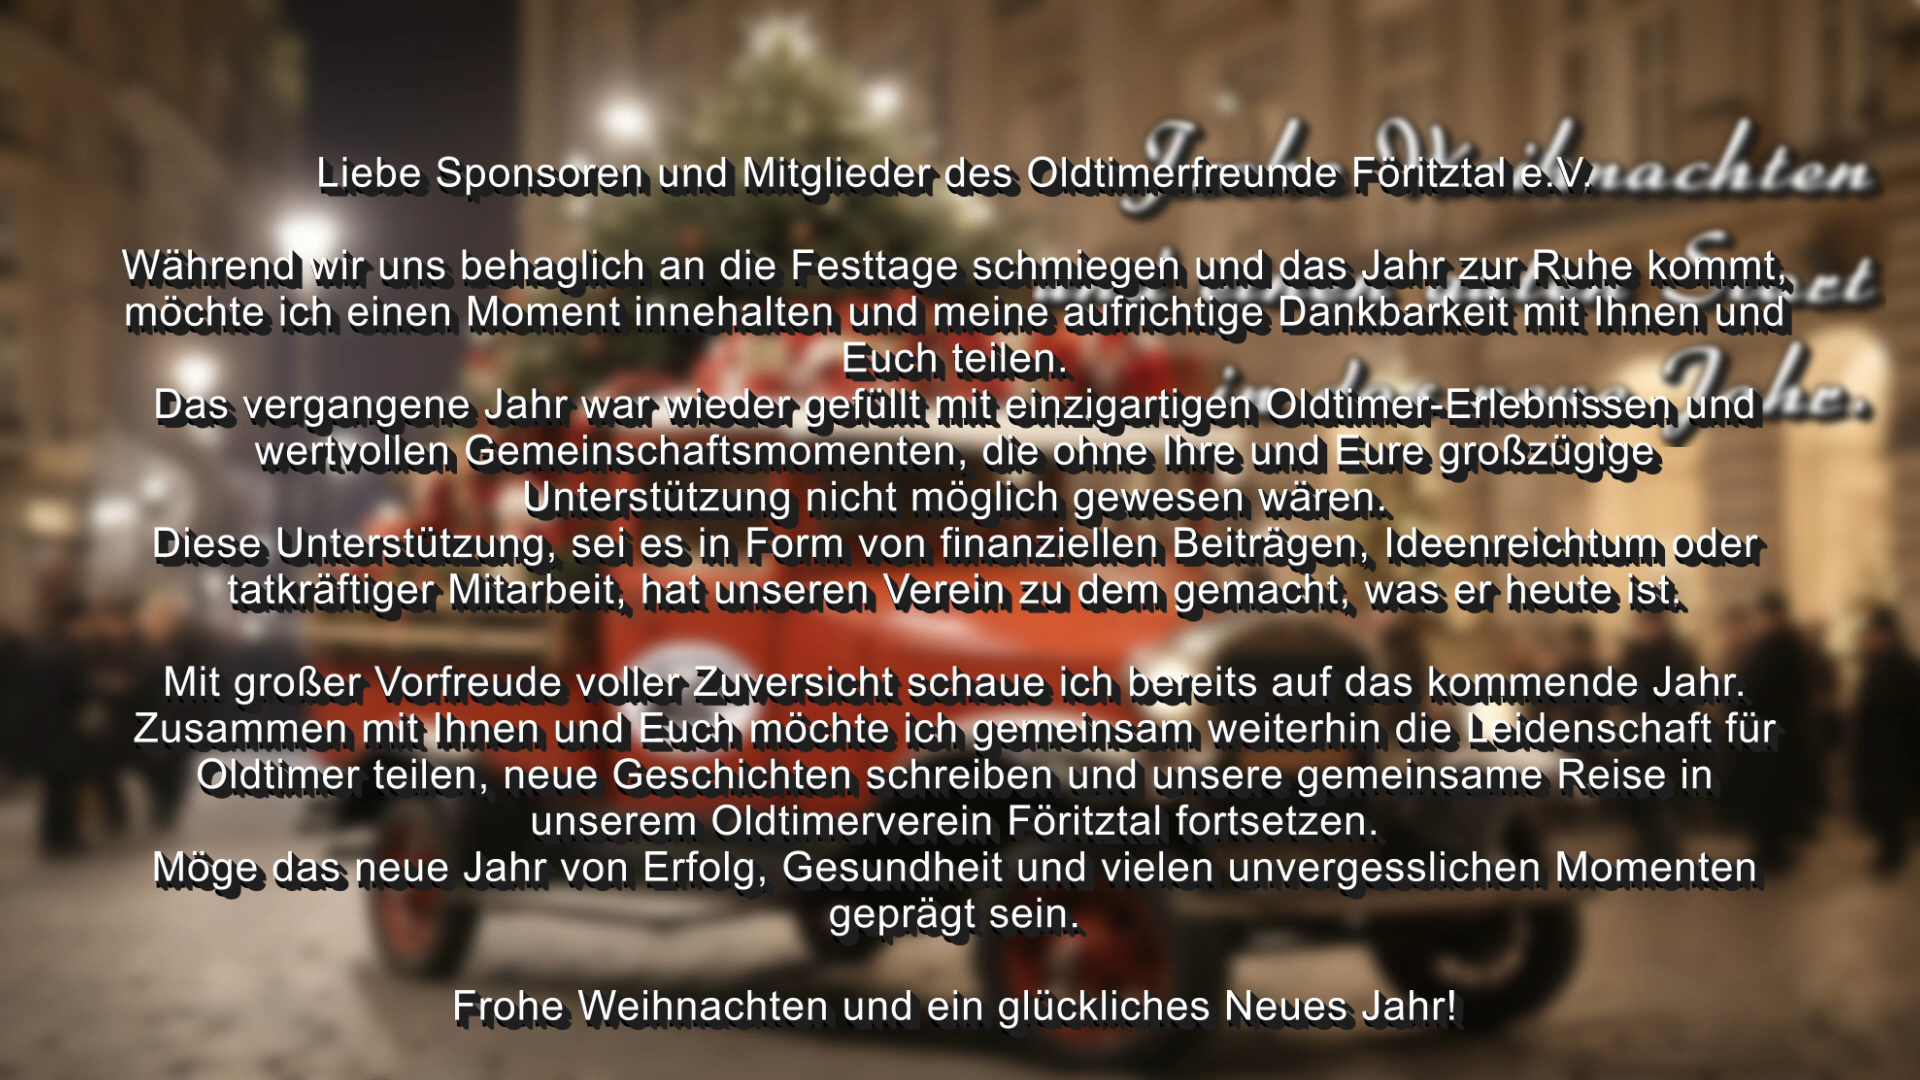 Liebe Sponsoren und Mitglieder des Oldtimerfreunde Föritztal e.V.
Während wir uns behaglich an die Festtage schmiegen und das Jahr zur Ruhe kommt,
möchte ich einen Moment innehalten und meine aufrichtige Dankbarkeit mit Ihnen und
Euch teilen.
Das vergangene Jahr war wieder gefüllt mit einzigartigen Oldtimer-Erlebnissen und
wertvollen Gemeinschaftsmomenten, die ohne Ihre und Eure großzügige
Unterstützung nicht möglich gewesen wären.
Diese Unterstützung, sei es in Form von finanziellen Beiträgen, Ideenreichtum oder
tatkräftiger Mitarbeit, hat unseren Verein zu dem gemacht, was er heute ist.
Mit großer Vorfreude voller Zuversicht schaue ich bereits auf das kommende Jahr.
Zusammen mit Ihnen und Euch möchte ich gemeinsam weiterhin die Leidenschaft für
Oldtimer teilen, neue Geschichten schreiben und unsere gemeinsame Reise in
unserem Oldtimerverein Föritztal fortsetzen.
Möge das neue Jahr von Erfolg, Gesundheit und vielen unvergesslichen Momenten
geprägt sein.
Frohe Weihnachten und ein glückliches Neues Jahr!
Frohe Weihnachten
Start
in das neue Jahr.